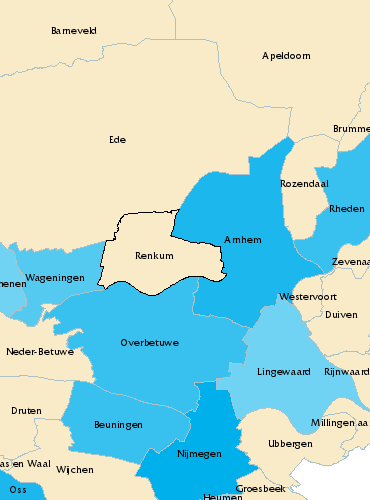 Barneveld
Apeldoorn
Ede
Brumme
Rozendaal
Rheden
Arnhem
Renkum
Zevenaa
Wageningen
nenen
Westervoort
Duiven
Overbetuwe
Neder-Betuwe
Lingewaard
Rijnwaard
Druten
Millingen aa
Beuningen
Ubbergen
Nijmegen
as en Waal
Wijchen
Groesbeek
Oss
Heumen